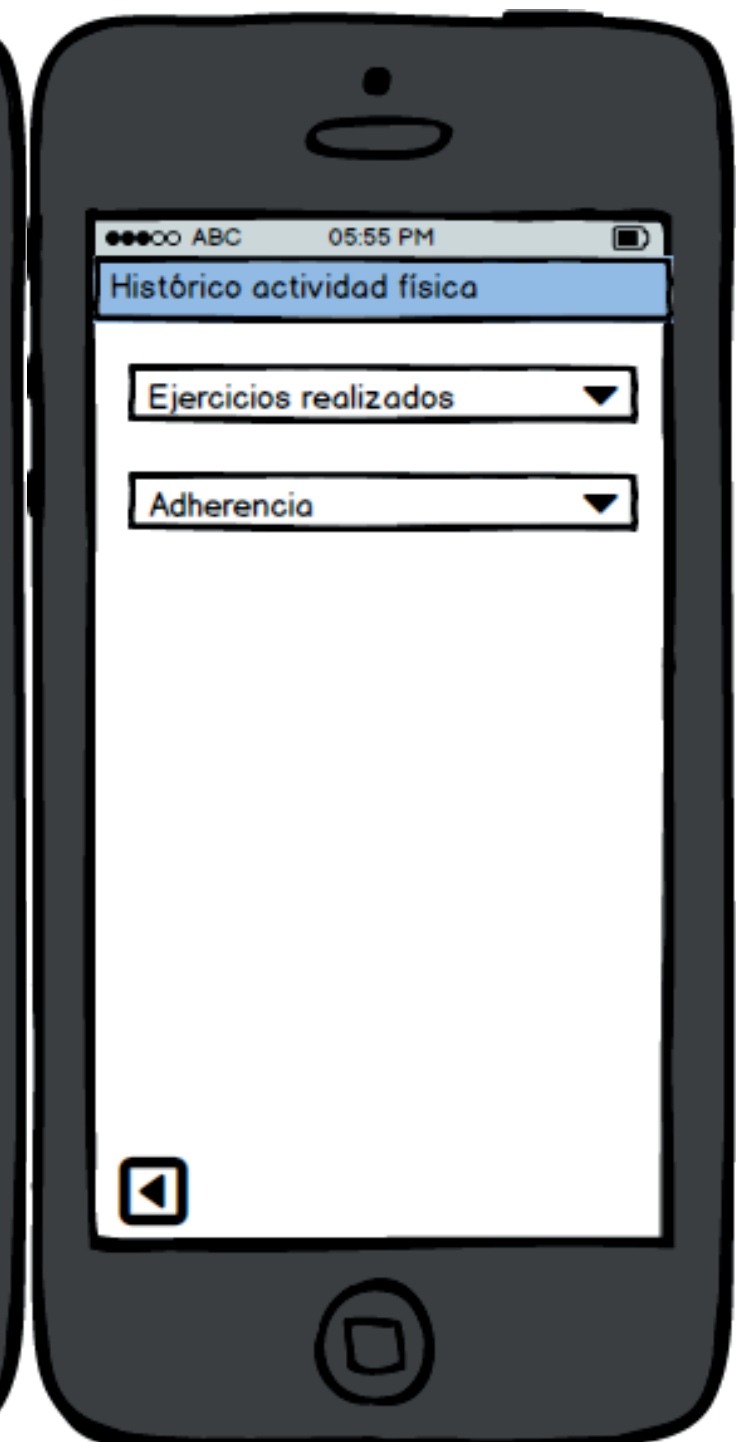 ABC 05:55 PM
Histórico actividad física
Ejercicios realizados
Adherencia